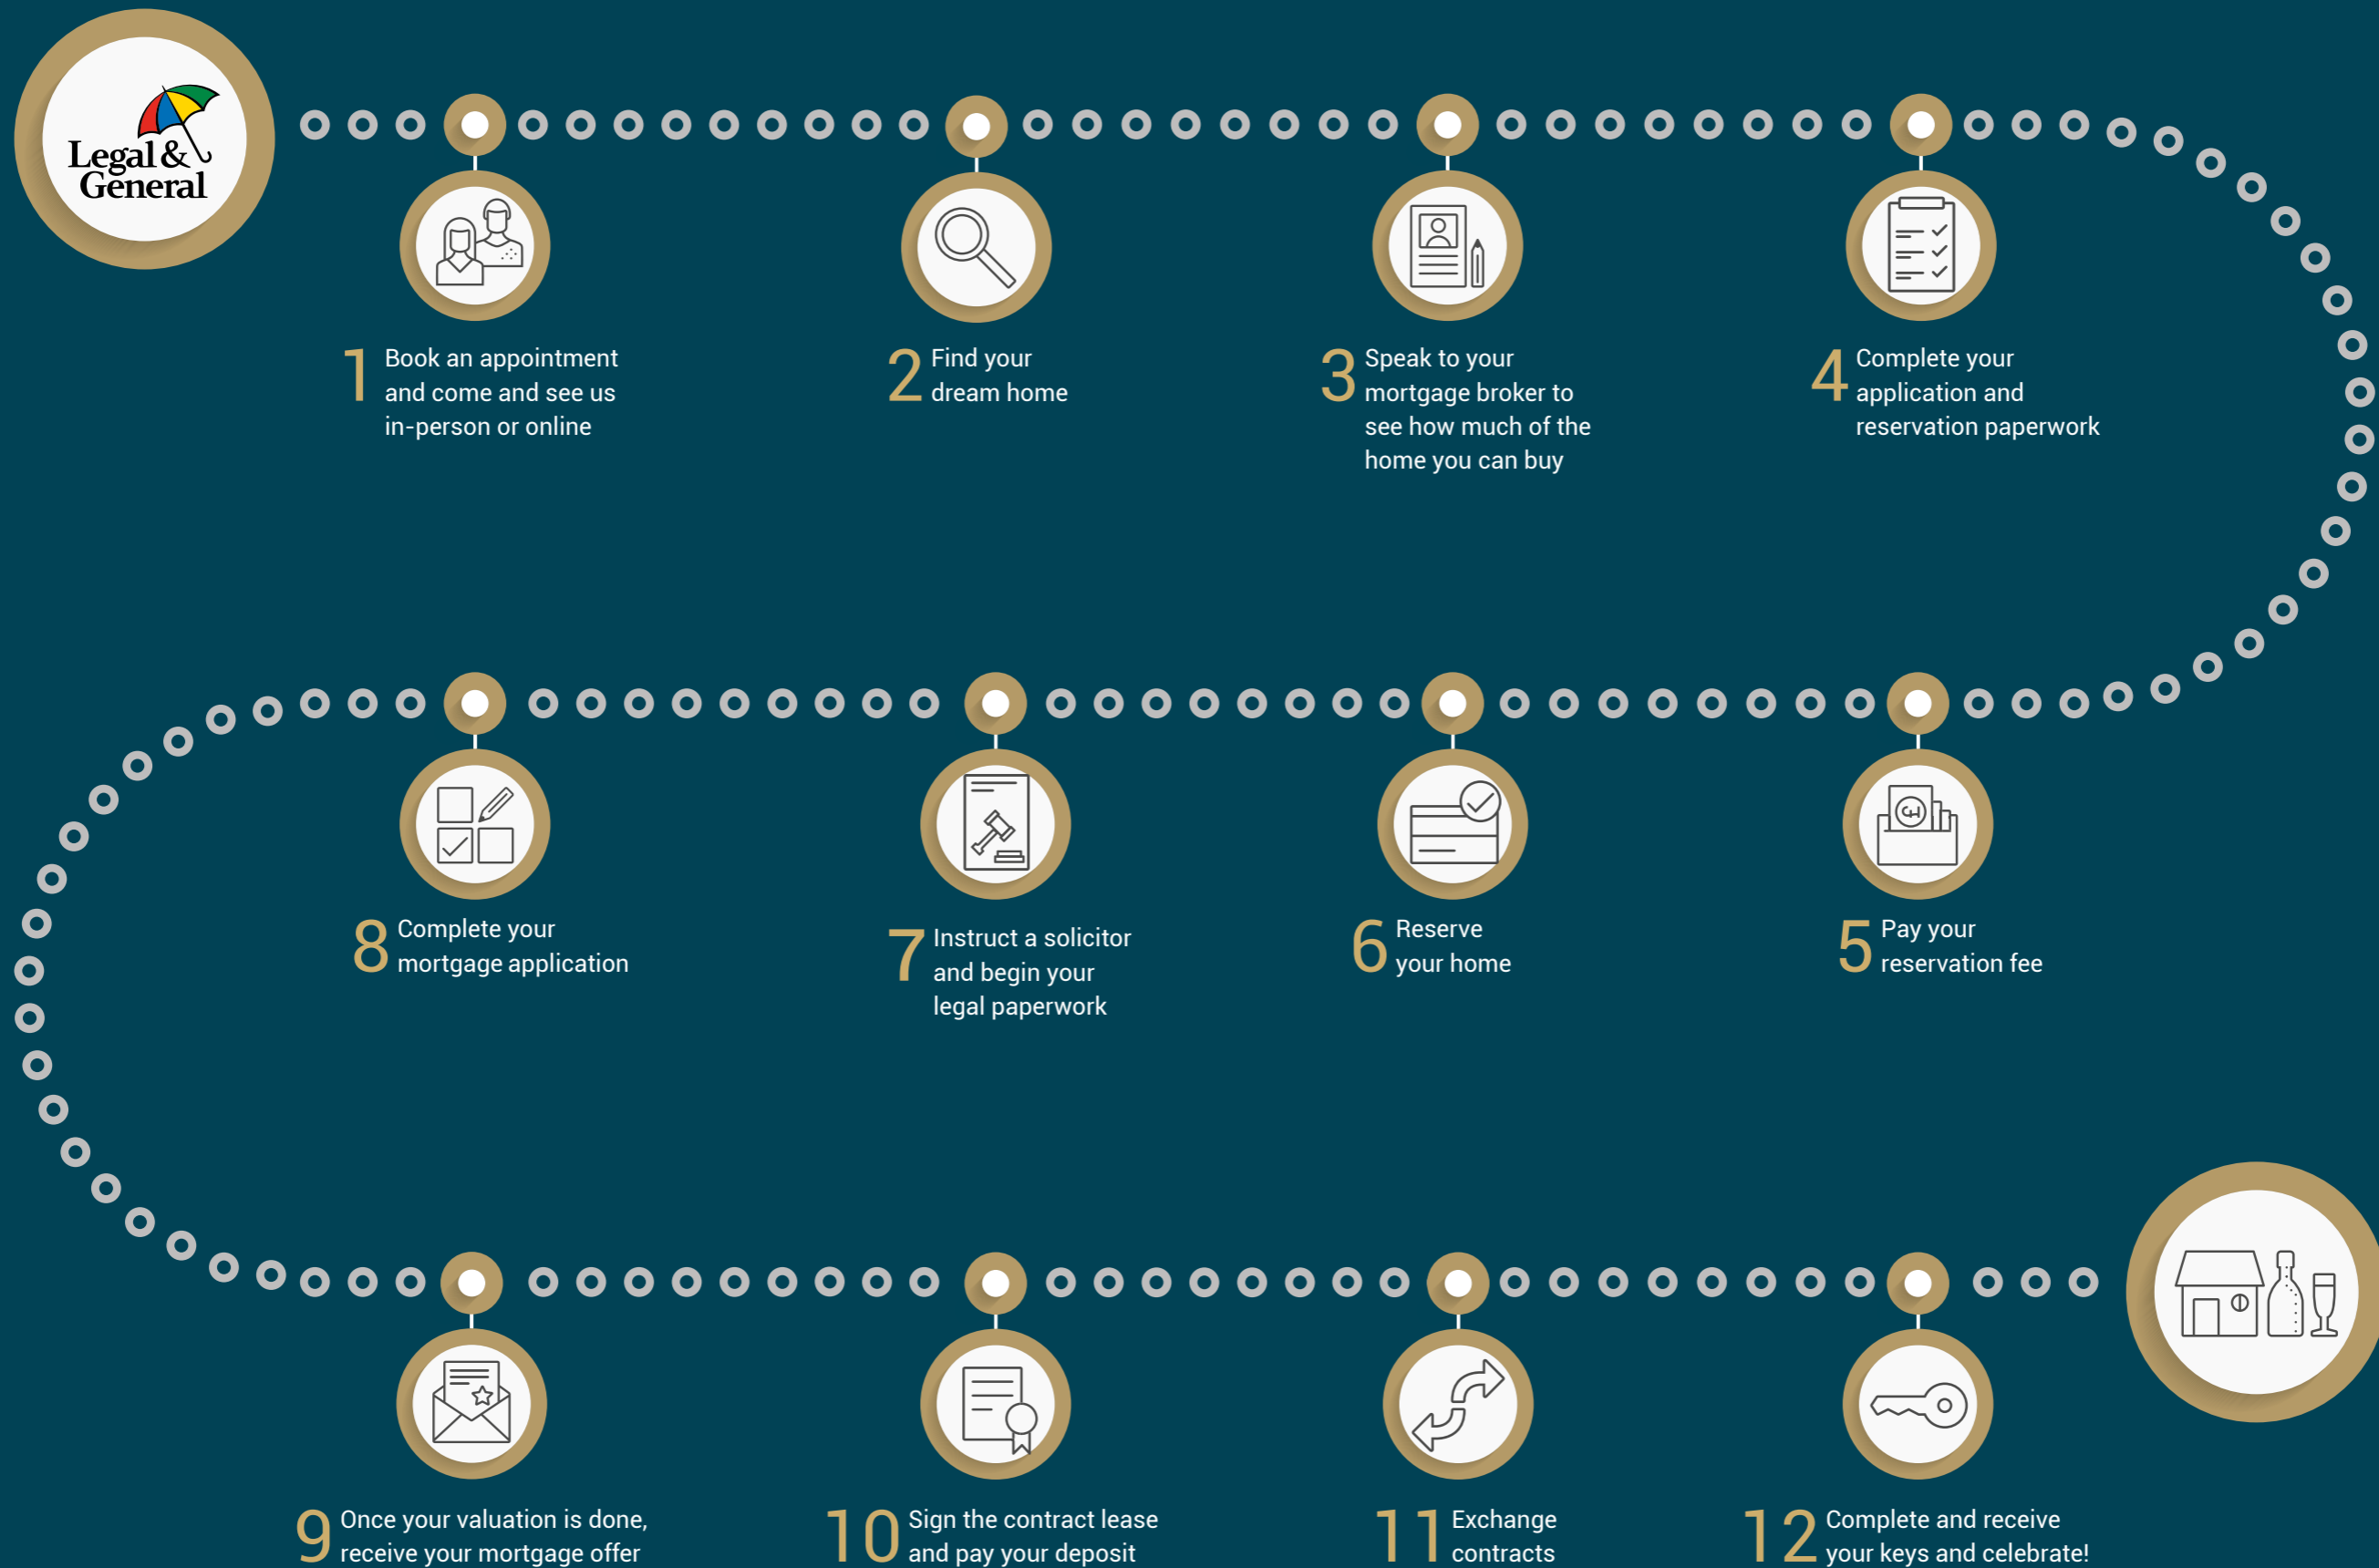 Legal &
General
1 Book an appointment
and come and see us
in-person or online
2 Find your
dream home
3 Speak to your
mortgage broker to
see how much of the
home you can buy
4 Complete your
application and
reservation paperwork
5 Pay your
reservation fee
6 Reserve
your home
7 Instruct a solicitor
and begin your
legal paperwork
8 Complete your
mortgage application
9 Once your valuation is done,
receive your mortgage offer
10 Sign the contract lease
and pay your deposit
11 Exchange
contracts
12 Complete and receive
your keys and celebrate!